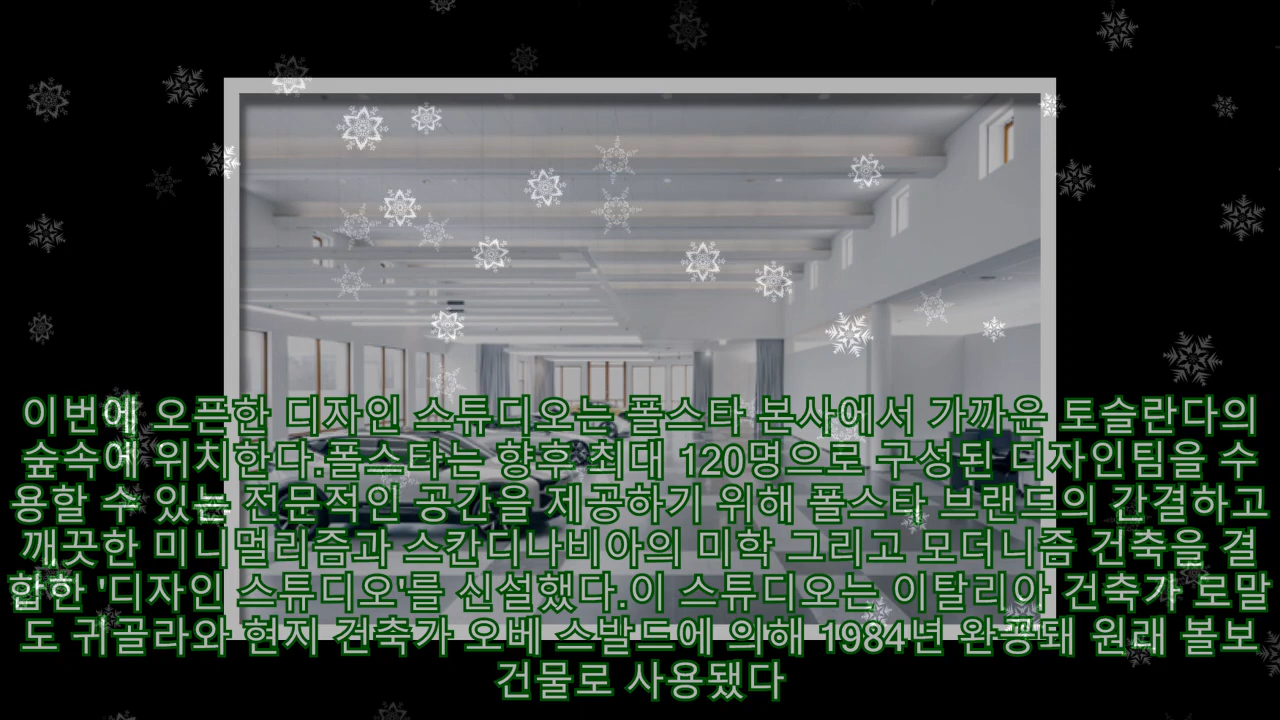 이번에 오픈한 디자인 스튜디오는 폴스타 본사에서 가까운 토슬란다의
숲속에 위치한다.폴스타는 향후 최대 120명으로 구성된 디자인팀을 수
용할 수 있는 전문적인 공간을 제공하기 위해 폴스타 브랜드의 간결하고
깨끗한 미니멀리즘과 스칸디나비아의 미학 그리고 모더니즘 건축을 결
합한 '디자인 스튜디오'를 신설했다.이 스튜디오는 이탈리아 건축가 로말
도 귀골라와 현지 건축가 오베 스발드에 의해 1984년 완공돼 원래 볼보
건물로 사용됐다